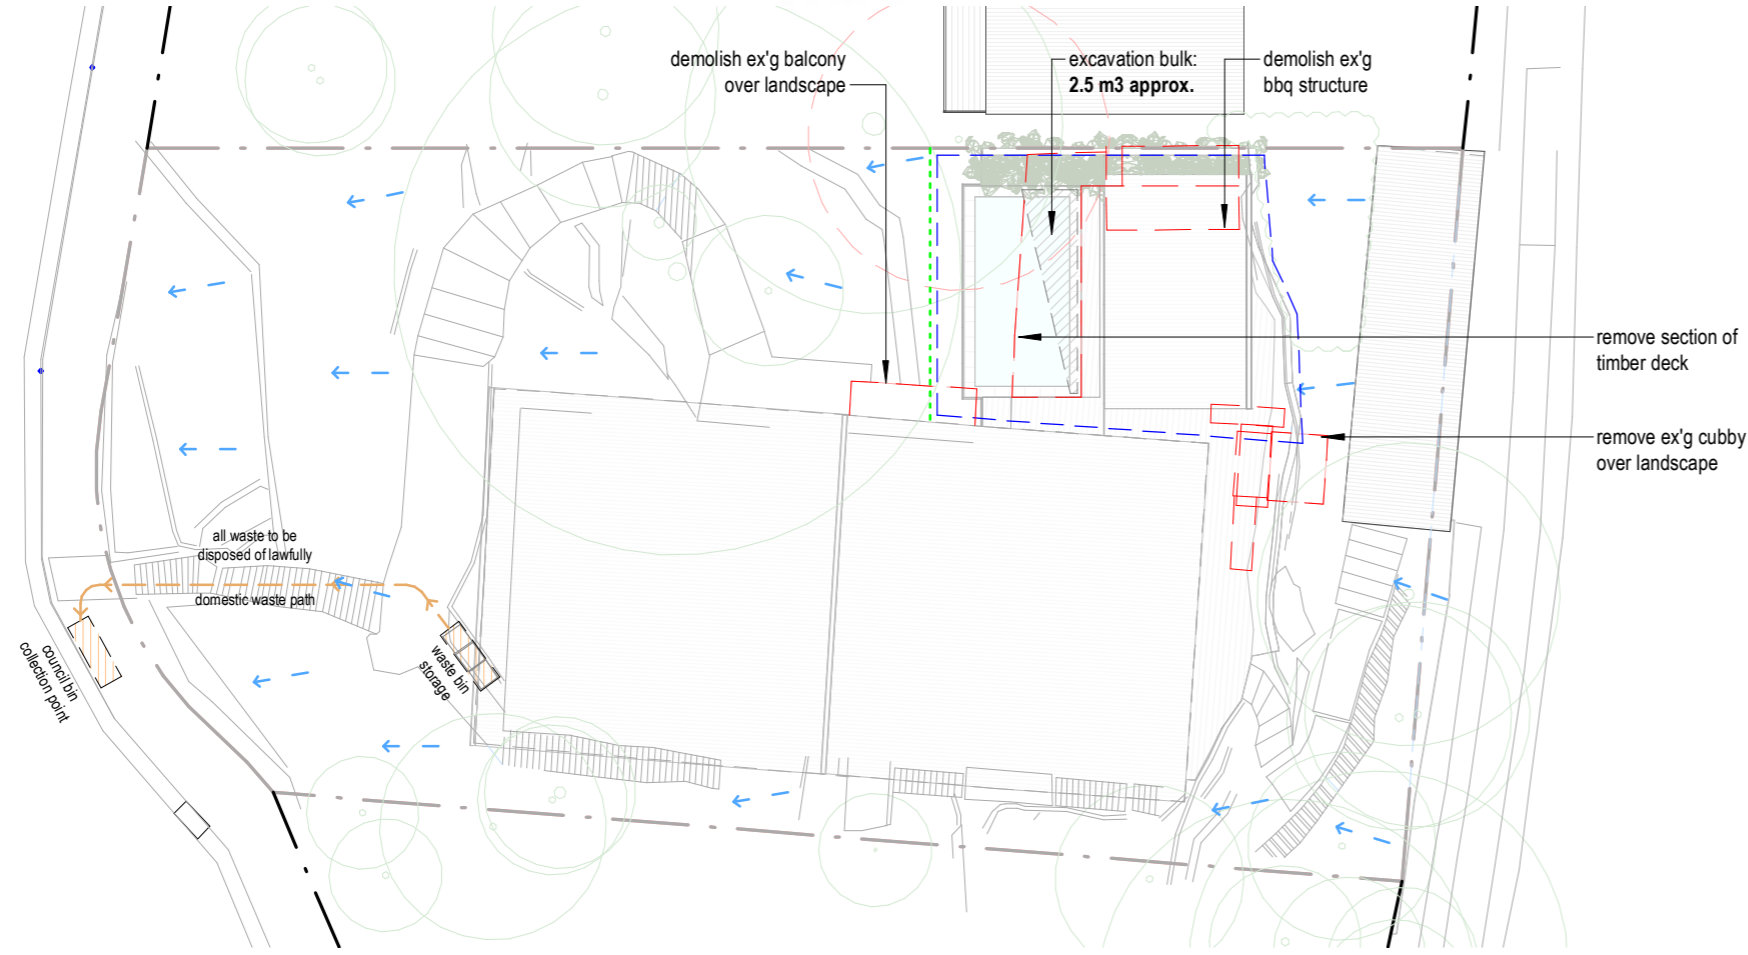 demolish ex'g balcony
over landscape
excavation bulk:
2.5 m3 approx.
demolish ex'g
bbq structure
remove section of
timber deck
remove ex'g cubby
over landscape
all waste to be
disposed of lawfully
domestic waste path
waste bin
storage
council bin
collection point